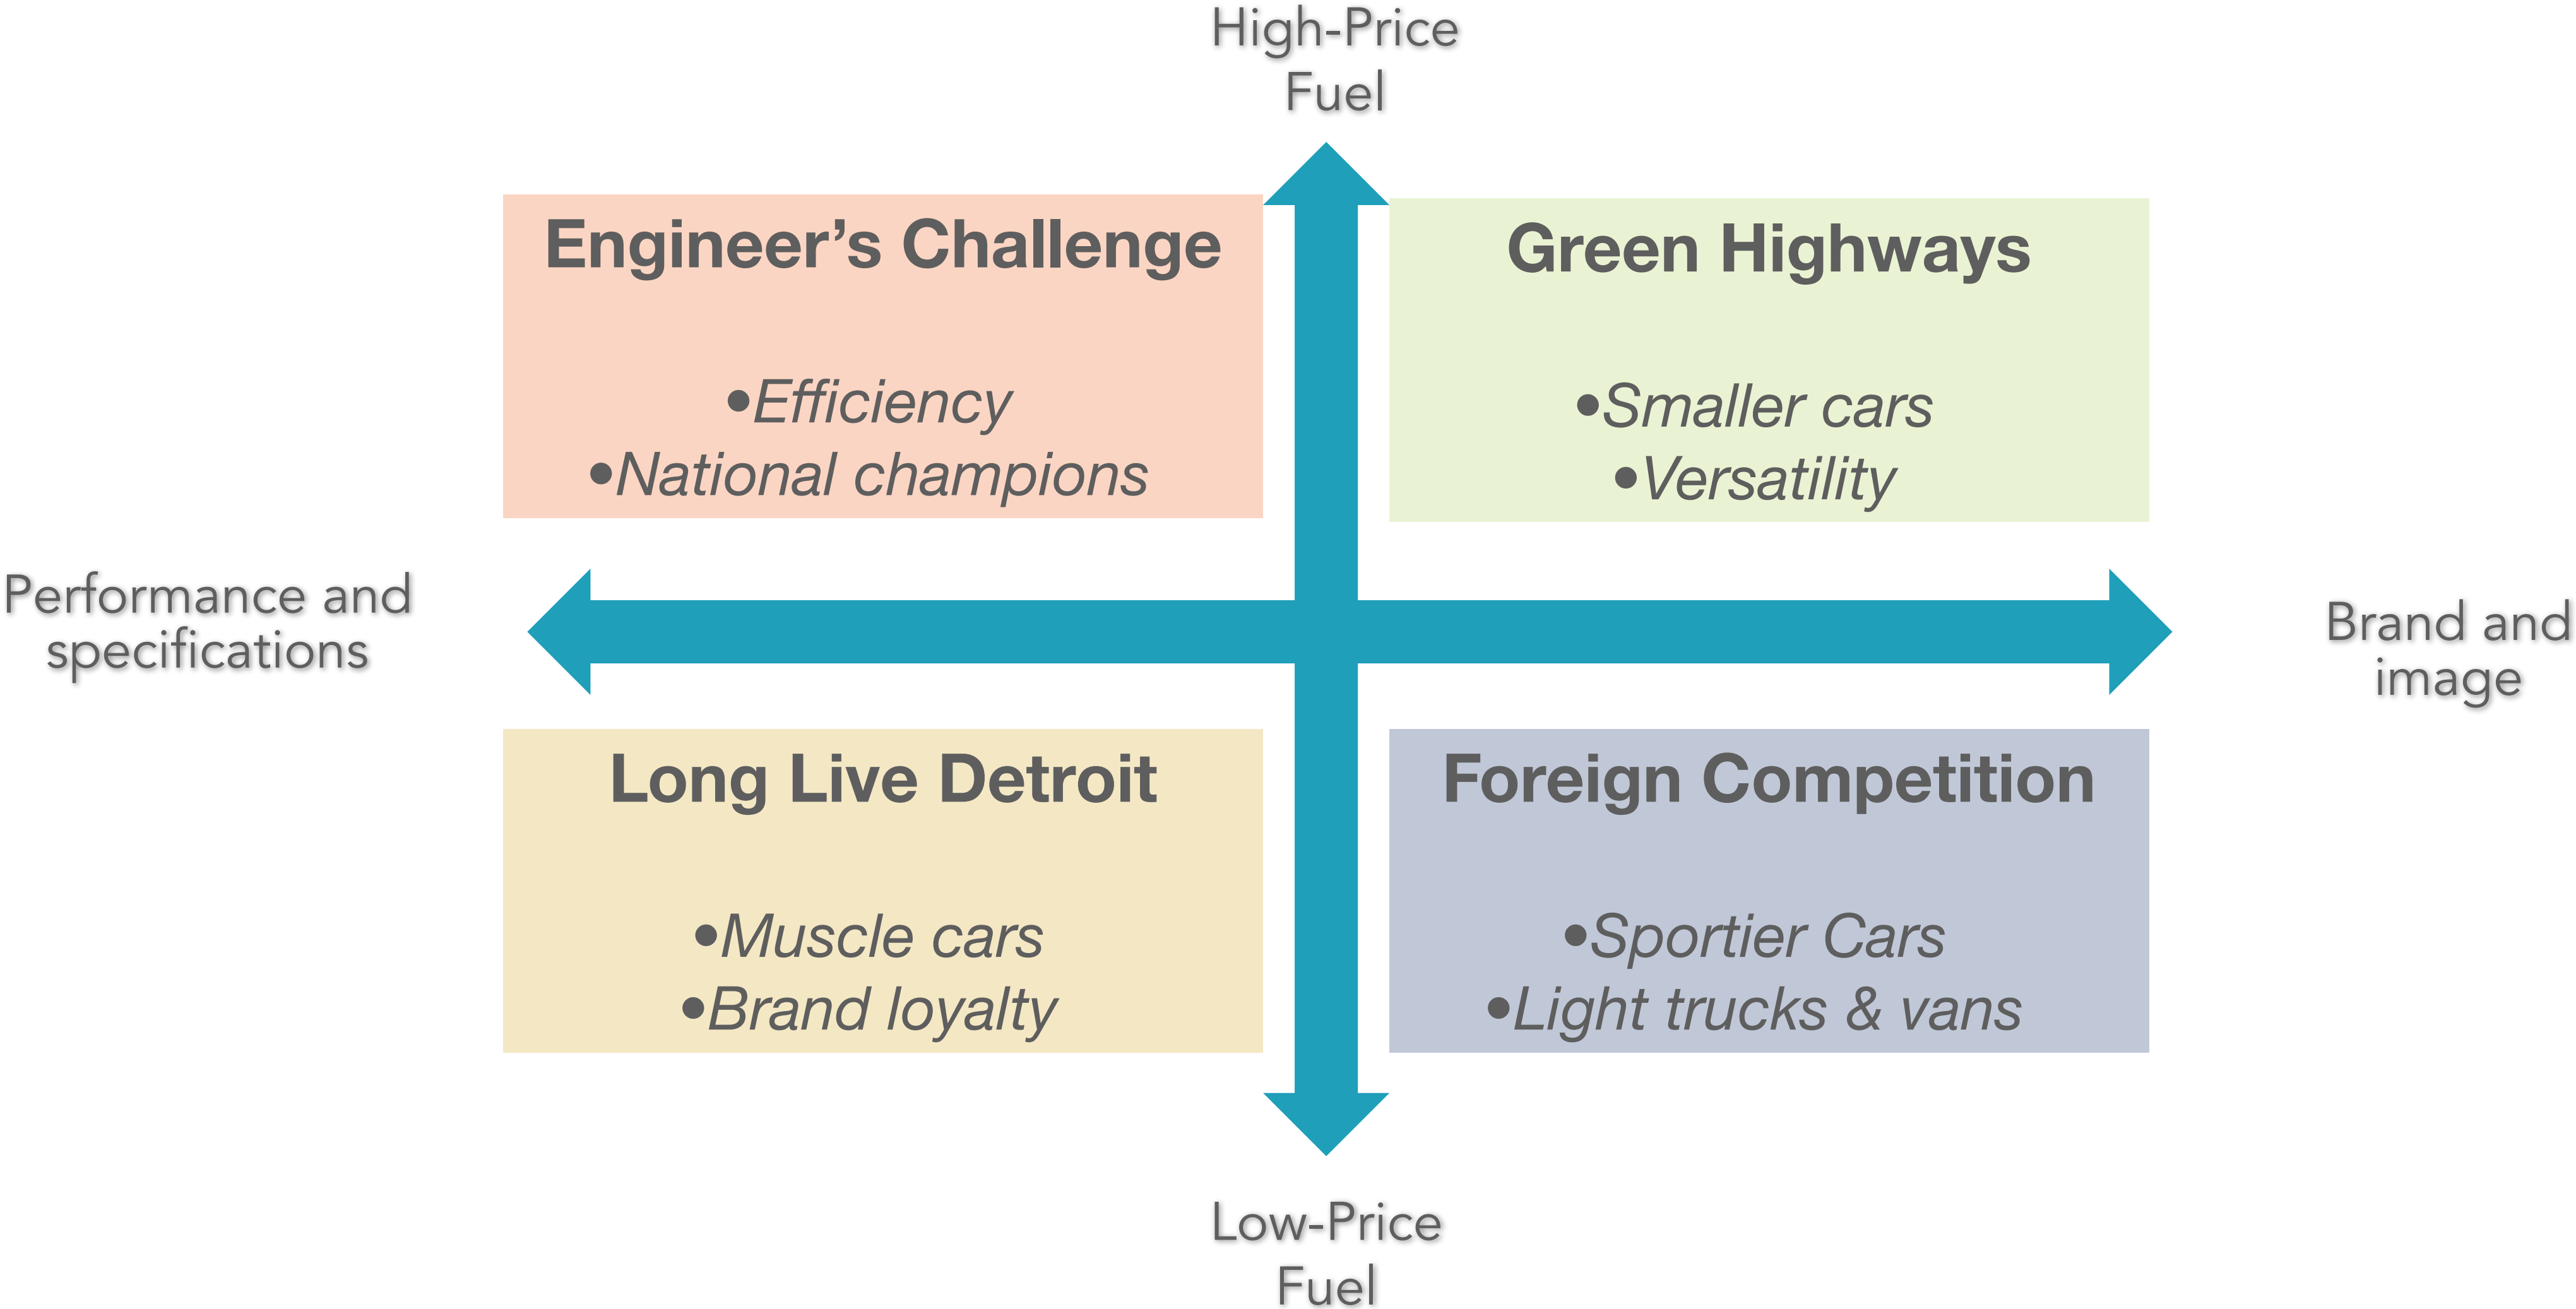 High-Price
Fuel
Engineer’s Challenge
•Efficiency
•National champions
Green Highways
•Smaller cars
•Versatility
Performance and
specifications
Brand and
image
Long Live Detroit
•Muscle cars
•Brand loyalty
Foreign Competition
•Sportier Cars
•Light trucks & vans
Low-Price
Fuel